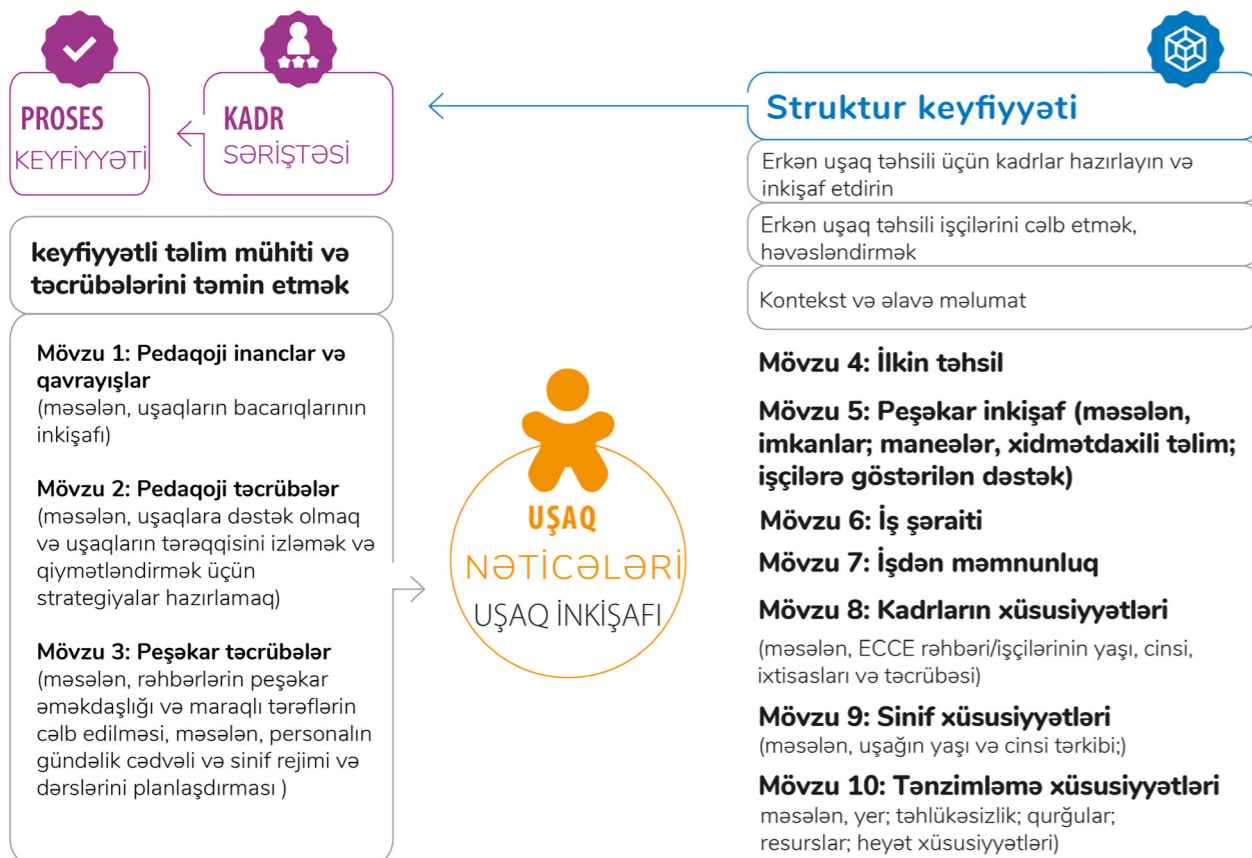 PROSES
KEYFİYYƏTİ
KADR
SƏRİŞTƏSİ
keyfiyyətli təlim mühiti və
təcrübələrini təmin etmək
Mövzu 1: Pedaqoji inanclar və
qavrayışlar
(məsələn, uşaqların bacarıqlarının
inkişafı)
Mövzu 2: Pedaqoji təcrübələr
(məsələn, uşaqlara dəstək olmaq
və uşaqların tərəqqisini izləmək və
qiymətləndirmək üçün
strategiyalar hazırlamaq)
Mövzu 3: Peşəkar təcrübələr
(məsələn, rəhbərlərin peşəkar
əməkdaşlığı və maraqlı tərəflərin
cəlb edilməsi, məsələn, personalın
gündəlik cədvəli və sinif rejimi və
dərslərini planlaşdırması )
UŞAQ
NƏTİCƏLƏRİ
UŞAQ İNKİŞAFI
Struktur keyfiyyəti
Erkən uşaq təhsili üçün kadrlar hazırlayın və
inkişaf etdirin
Erkən uşaq təhsili işçilərini cəlb etmək,
həvəsləndirmək
Kontekst və əlavə məlumat
Mövzu 4: İlkin təhsil
Mövzu 5: Peşəkar inkişaf (məsələn,
imkanlar; maneələr, xidmətdaxili təlim;
işçilərə göstərilən dəstək)
Mövzu 6: İş şəraiti
Mövzu 7: İşdən məmnunluq
Mövzu 8: Kadrların xüsusiyyətləri
(məsələn, ECCE rəhbəri/işçilərinin yaşı, cinsi,
ixtisasları və təcrübəsi)
Mövzu 9: Sinif xüsusiyyətləri
(məsələn, uşağın yaşı və cinsi tərkibi;)
Mövzu 10: Tənzimləmə xüsusiyyətləri
məsələn, yer; təhlükəsizlik; qurğular;
resurslar; heyət xüsusiyyətləri)